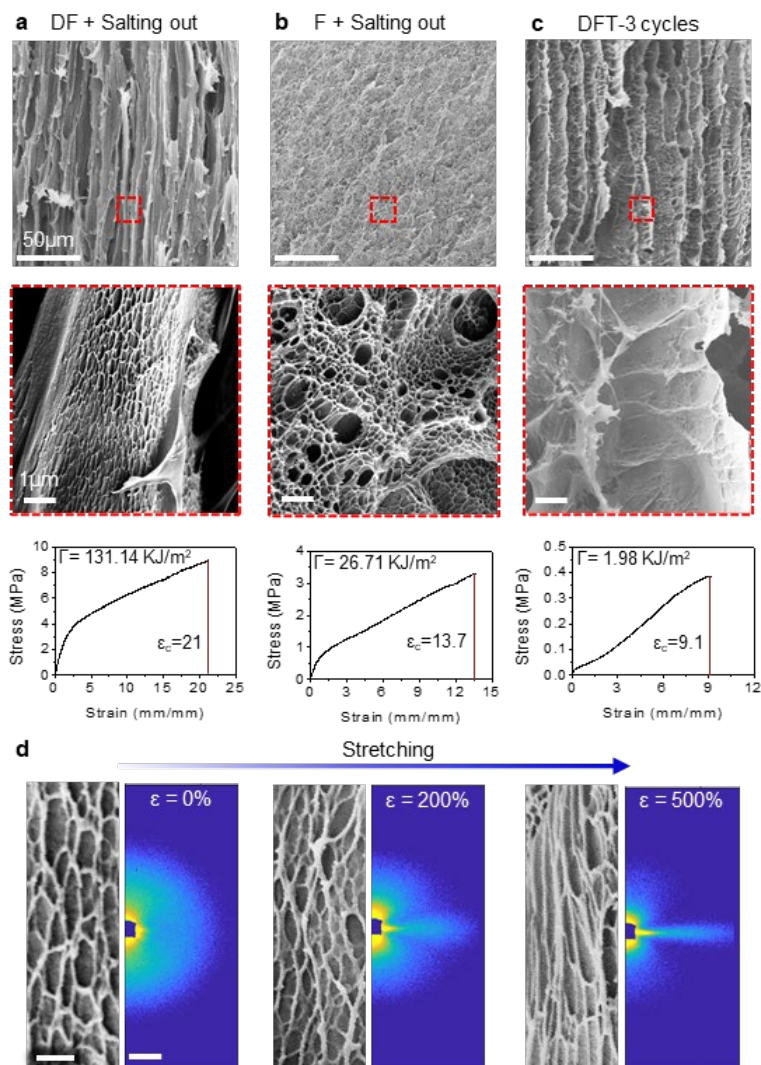 a DF + Salting out
b F + Salting out
c DFT-3 cycles
50µm
1µm
Γ= 131.14 KJ/m²
εc=21
Stress (MPa)
10
8
6
4
2
0
0 5 10 15 20 25
Strain (mm/mm)
Γ= 26.71 KJ/m²
εc=13.7
Stress (MPa)
4
3
2
1
0
0 3 6 9 12 15
Strain (mm/mm)
Γ= 1.98 KJ/m²
εc=9.1
Stress (MPa)
0.5
0.4
0.3
0.2
0.1
0.0
0 3 6 9 12
Strain (mm/mm)
d Stretching
ε = 0%
ε = 200%
ε = 500%